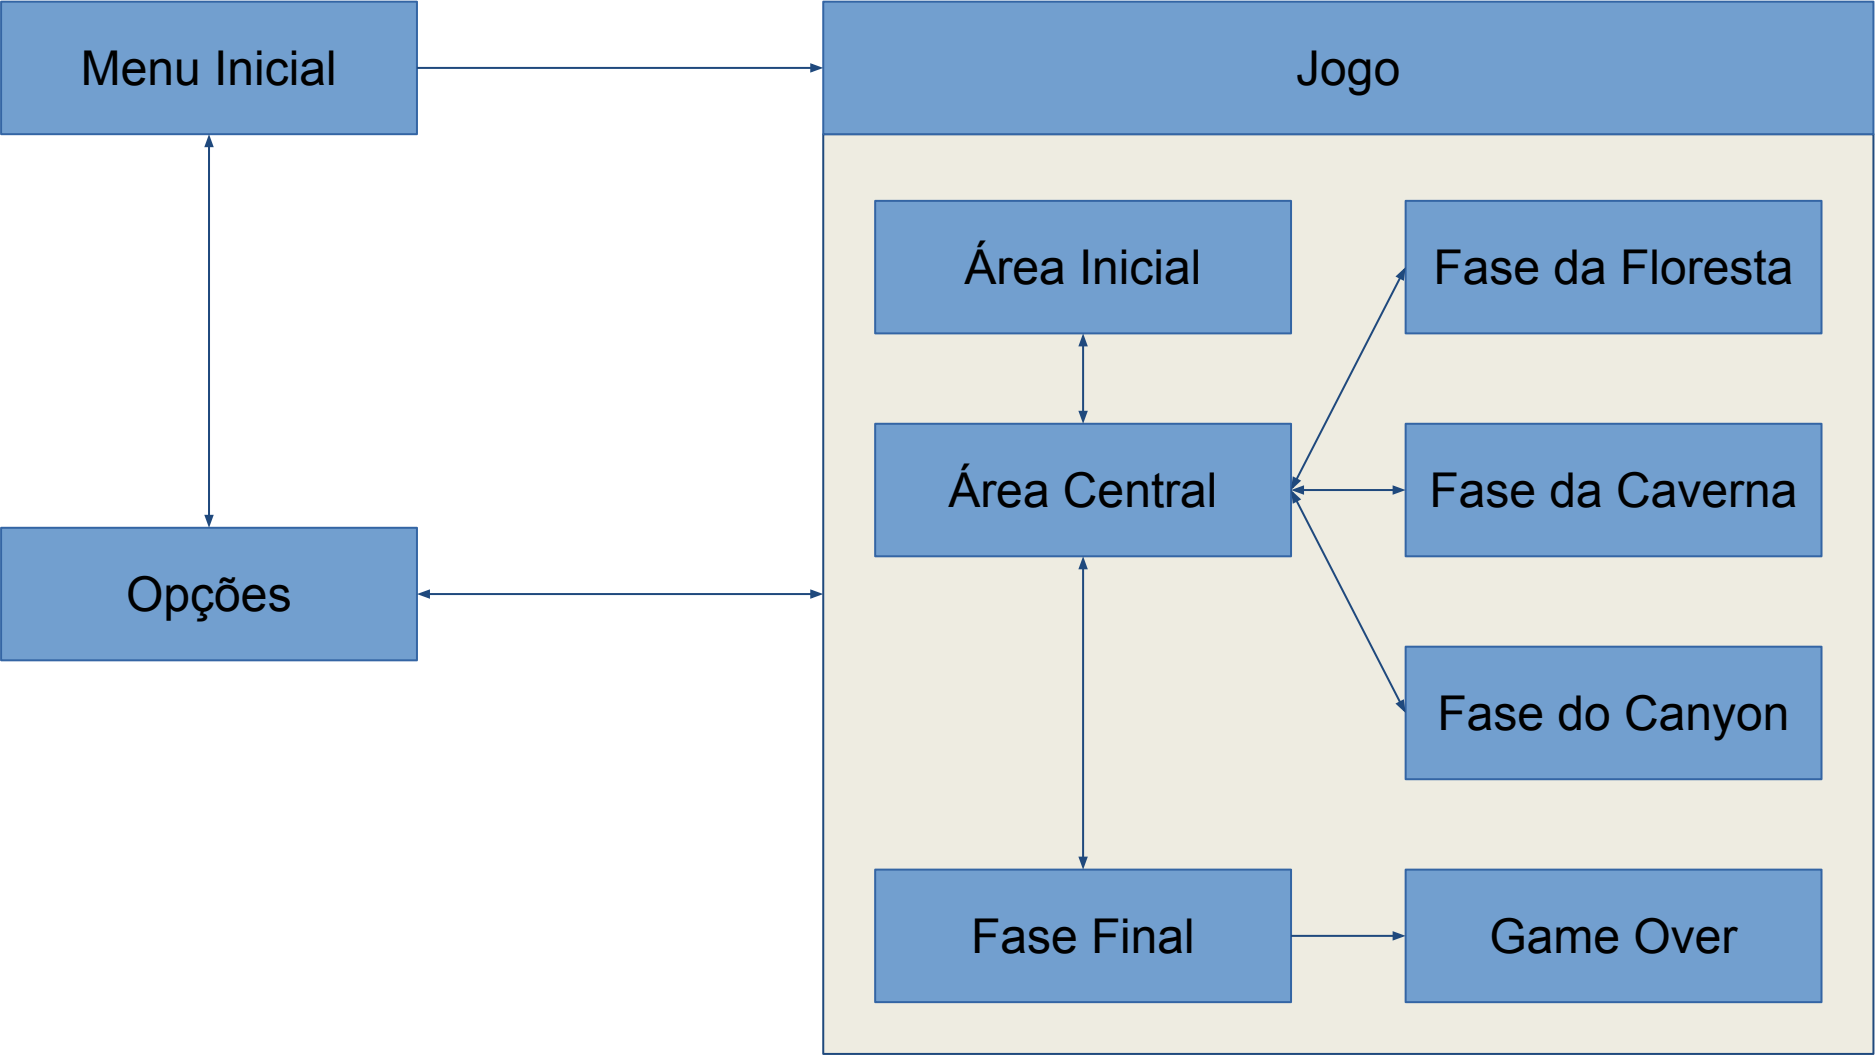 Menu Inicial
Jogo
Área Inicial
Fase da Floresta
Área Central
Fase da Caverna
Opções
Fase do Canyon
Fase Final
Game Over